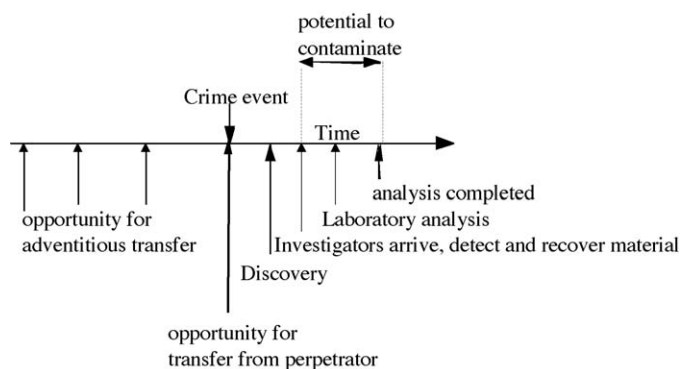 potential to
contaminate
Crime event
Time
analysis completed
opportunity for
adventitious transfer
Laboratory analysis
Investigators arrive, detect and recover material
Discovery
opportunity for
transfer from perpetrator